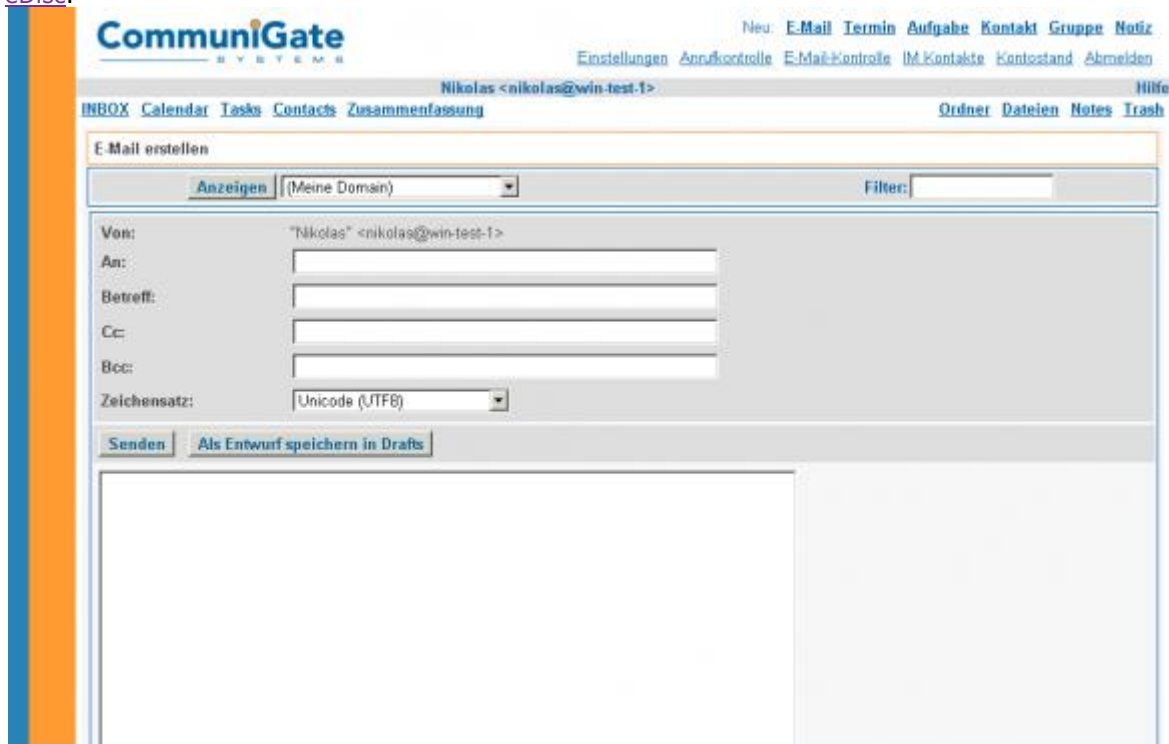 eDisc.
CommuniGate
SYSTEMS
Neu: E-Mail Termin Aufgabe Kontakt Gruppe Notiz
Einstellungen Anrufkontrolle E-Mail-Kontrolle IM.Kontakte Kontostand Abmelden
Nikolas <nikolas@win-test-1> Hilfe
INBOX Calendar Tasks Contacts Zusammenfassung Ordner Dateien Notes Trash
E-Mail erstellen
Anzeigen (Meine Domain) Filter:
Von: "Nikolas" <nikolas@win-test-1>
An:
Betreff:
Cc:
Bcc:
Zeichensatz: Unicode (UTF8)
Senden Als Entwurf speichern in Drafts